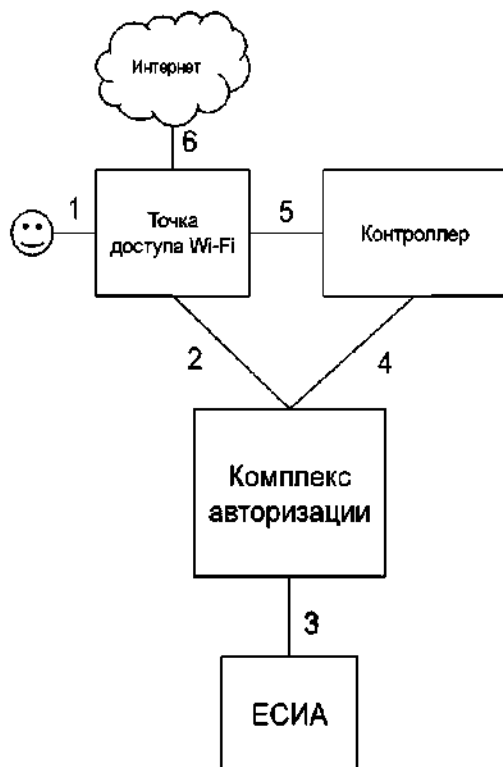 Интернет
6
1
Точка
доступа Wi-Fi
5
Контроллер
2
4
Комплекс
авторизации
3
ЕСИА